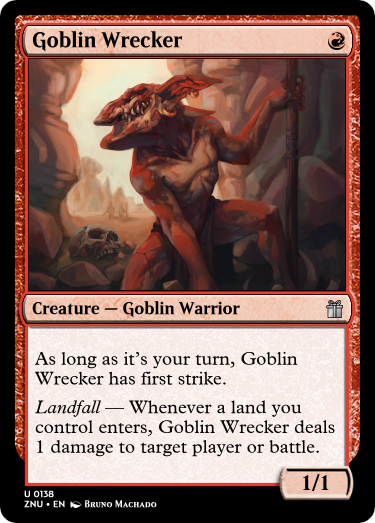 Goblin Wrecker
Creature — Goblin Warrior
As long as it's your turn, Goblin
Wrecker has first strike.
Landfall — Whenever a land you
control enters, Goblin Wrecker deals
1 damage to target player or battle.
1/1
U 0138
ZNU • EN Bruno Machado